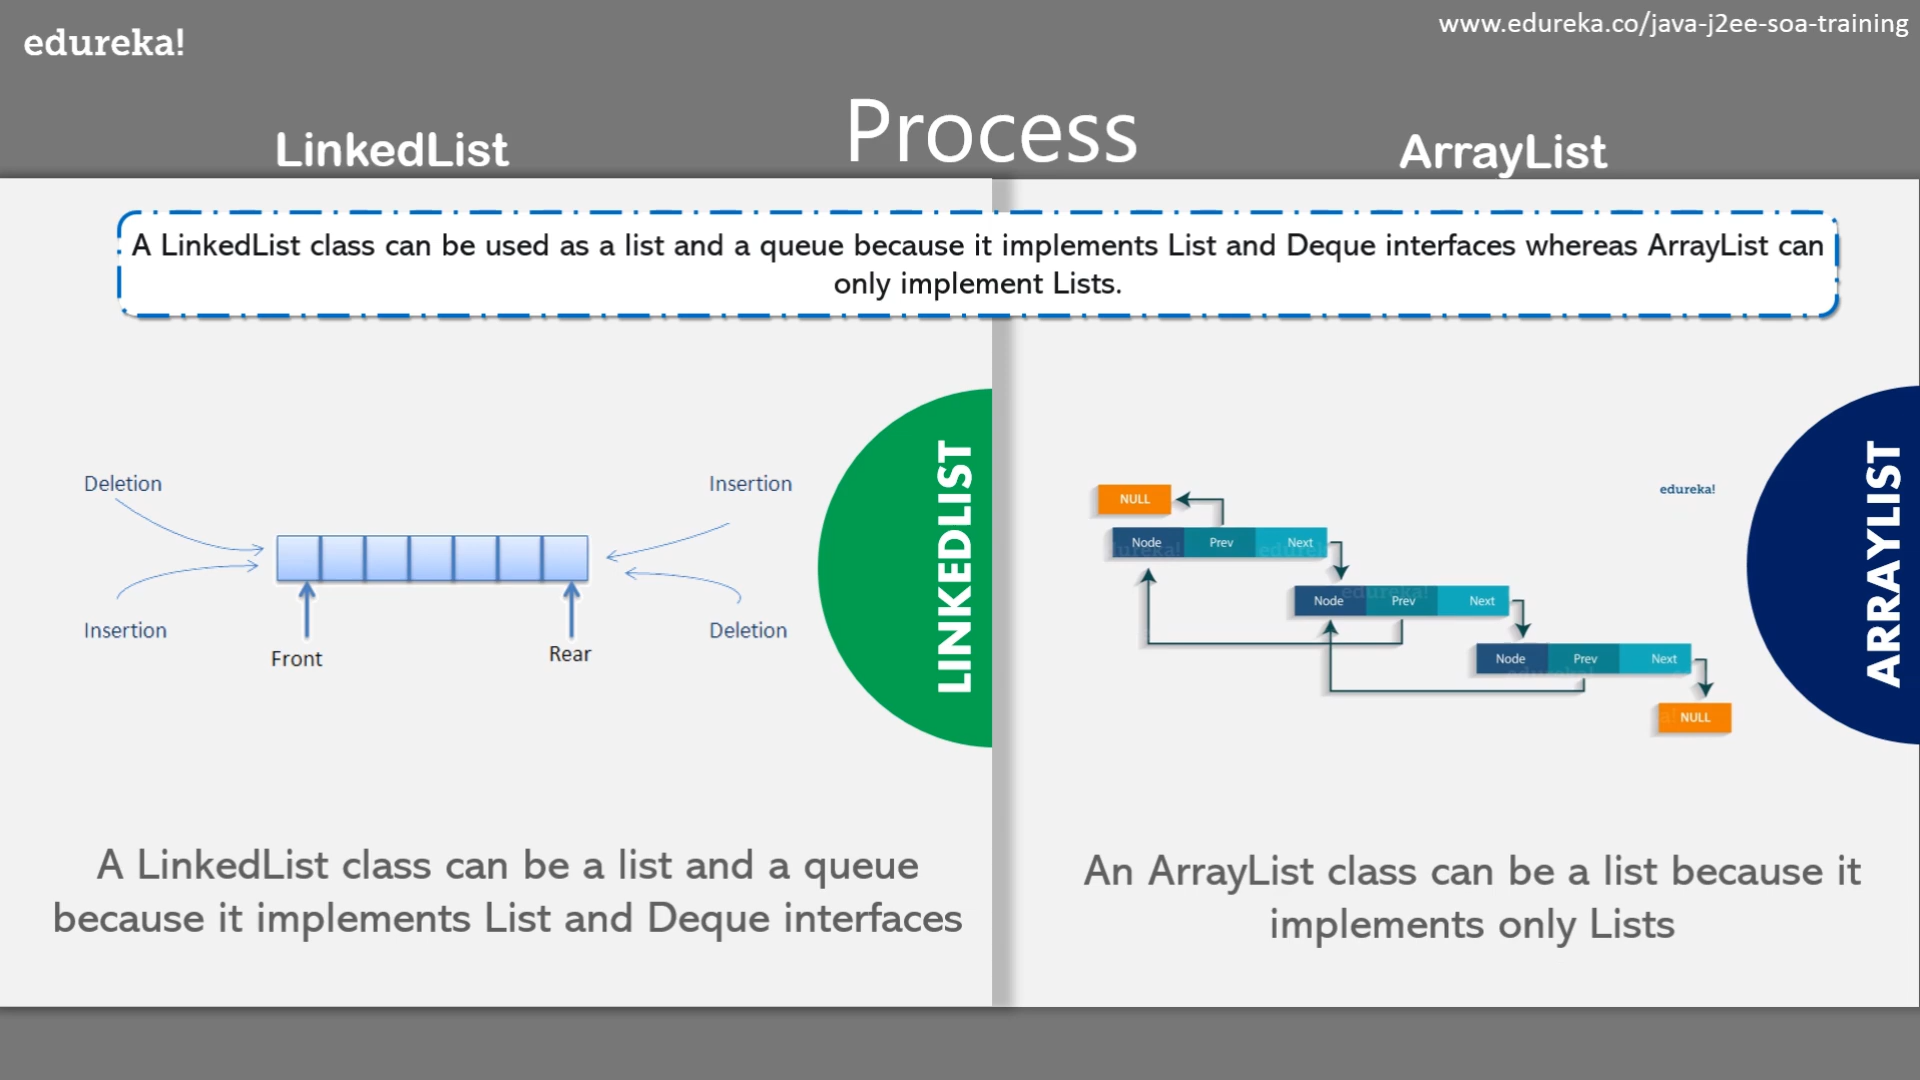 edureka!
www.edureka.co/java-j2ee-soa-training
Process
LinkedList
ArrayList
A LinkedList class can be used as a list and a queue because it implements List and Deque interfaces whereas ArrayList can
only implement Lists.
Deletion
Insertion
Insertion
Deletion
Front
Rear
LINKEDLIST
edureka!
NULL
Node Prev Next
Node Prev Next
Node Prev Next
NULL
ARRAYLIST
A LinkedList class can be a list and a queue
because it implements List and Deque interfaces
An ArrayList class can be a list because it
implements only Lists